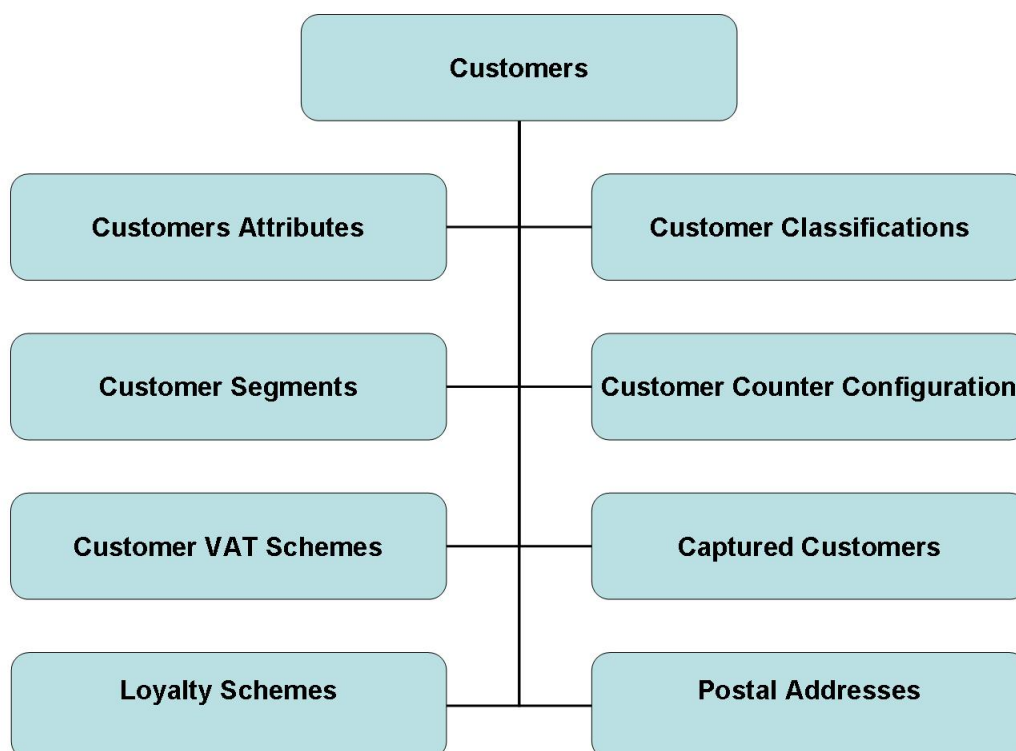 Customers
Customers Attributes
Customer Classifications
Customer Segments
Customer Counter Configuration
Customer VAT Schemes
Captured Customers
Loyalty Schemes
Postal Addresses